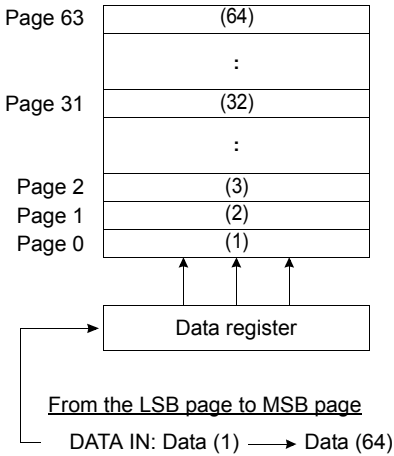 Page 63 (64)
:
Page 31 (32)
:
Page 2 (3)
Page 1 (2)
Page 0 (1)
Data register
From the LSB page to MSB page
DATA IN: Data (1) → Data (64)